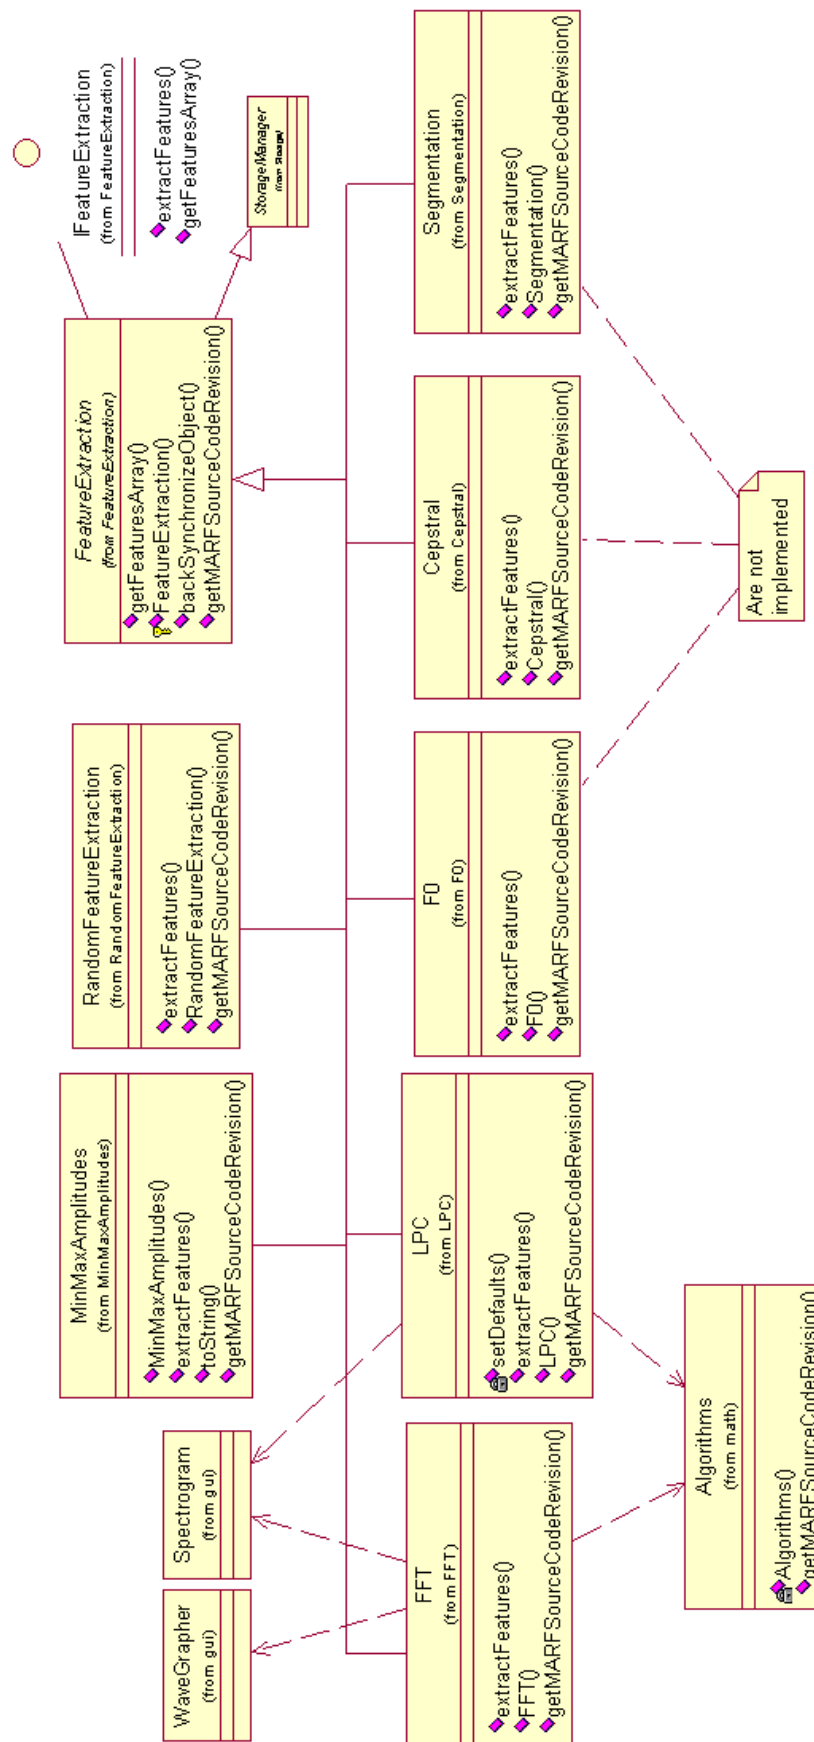 WaveGrapher
(from gui)
Spectrogram
(from gui)
MinMaxAmplitudes
(from MinMaxAmplitudes)
MinMaxAmplitudes()
extractFeatures()
toString()
getMARFSourceCodeRevision()
RandomFeatureExtraction
(from RandomFeatureExtraction)
extractFeatures()
RandomFeatureExtraction()
getMARFSourceCodeRevision()
FeatureExtraction
(from FeatureExtraction)
getFeaturesArray()
FeatureExtraction()
backSynchronizeObject()
getMARFSourceCodeRevision()
IFeatureExtraction
(from FeatureExtraction)
extractFeatures()
getFeaturesArray()
StorageManager
(from Storage)
FFT
(from FFT)
extractFeatures()
FFT()
getMARFSourceCodeRevision()
LPC
(from LPC)
setDefaults()
extractFeatures()
LPC()
getMARFSourceCodeRevision()
F0
(from F0)
extractFeatures()
F0()
getMARFSourceCodeRevision()
Cepstral
(from Cepstral)
extractFeatures()
Cepstral()
getMARFSourceCodeRevision()
Segmentation
(from Segmentation)
extractFeatures()
Segmentation()
getMARFSourceCodeRevision()
Algorithms
(from math)
Algorithms()
getMARFSourceCodeRevision()
Are not
implemented